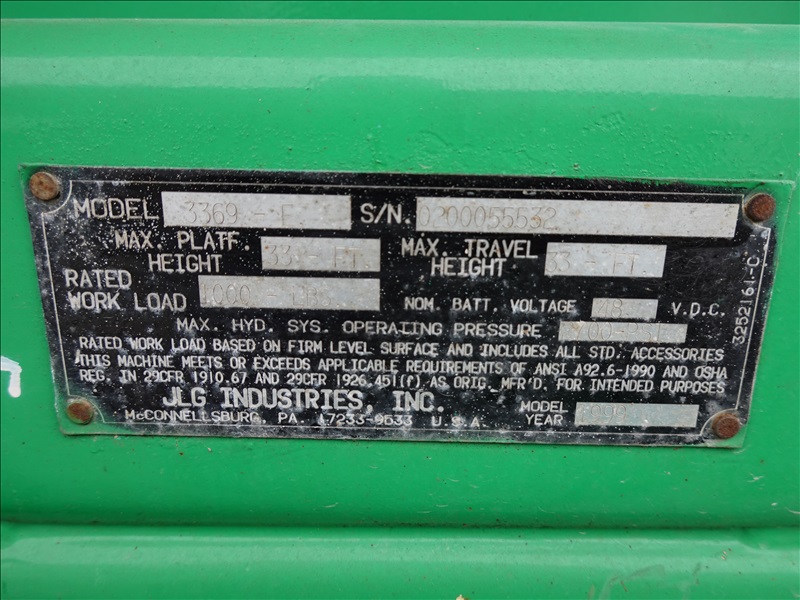 MODEL 3369 - E S/N. 0200055532
MAX. PLATF. HEIGHT 33 - FT. MAX. TRAVEL HEIGHT 33 - FT.
RATED WORK LOAD 1000 - LB. NOM. BATT. VOLTAGE 48 V.D.C.
MAX. HYD. SYS. OPERATING PRESSURE
RATED WORK LOAD BASED ON FIRM LEVEL SURFACE AND INCLUDES ALL STD. ACCESSORIES
THIS MACHINE MEETS OR EXCEEDS APPLICABLE REQUIREMENTS OF ANSI A92.6-1990 AND OSHA
REG. IN 29CFR 1910.67 AND 29CFR 1926.451(f) AS ORIG. MFR'D. FOR INTENDED PURPOSES
JLG INDUSTRIES, INC.
McCONNELLSBURG, PA. 17233-9533 U.S.A.
MODEL YEAR
3252161-C